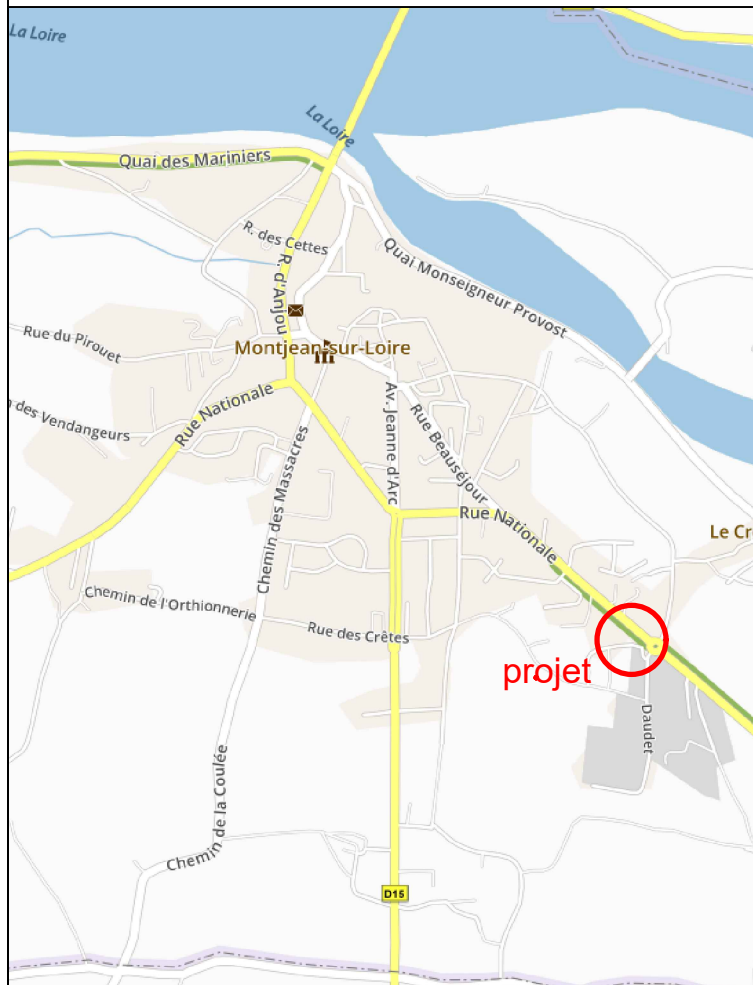 La Loire
La Loire
Quai des Mariniers
R. des Cettes
Quai Monseigneur Provost
R. d'Anjou
Rue du Pirouet
Montjean-sur-Loire
Rue Nationale
des Vendangeurs
Av. Jeanne d'Arc
Rue Beauséjour
Chemin des Massacres
Rue Nationale
Le Cr
Chemin de l'Orthionnerie
Rue des Crêtes
projet
Daudet
Chemin de la Coulée
D15